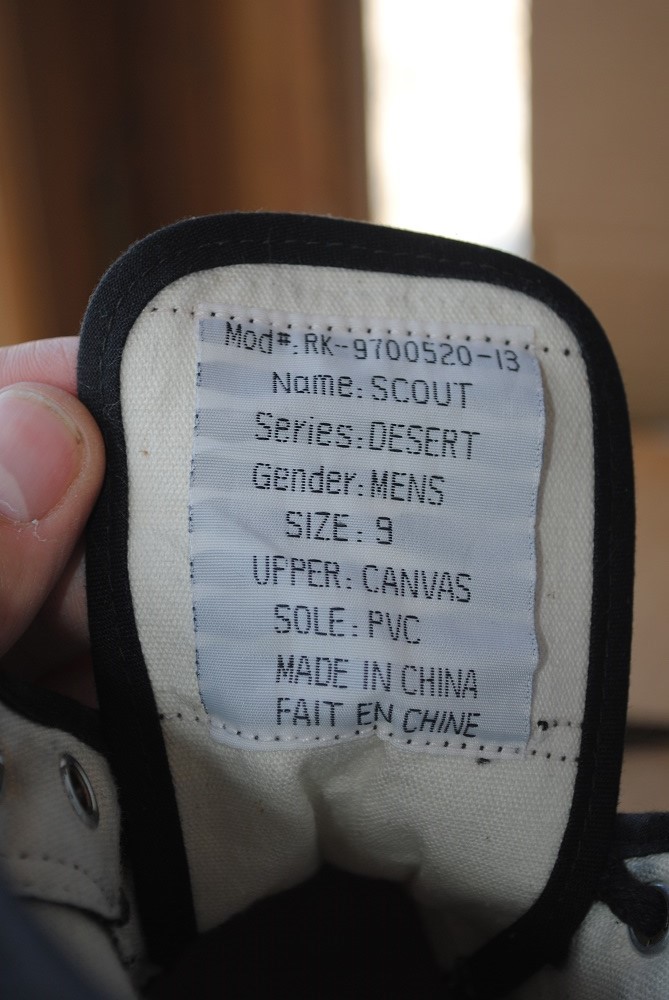 Mod#: RK-9700520-13
Name: SCOUT
Series: DESERT
Gender: MENS
SIZE: 9
UPPER: CANVAS
SOLE: PVC
MADE IN CHINA
FAIT EN CHINE